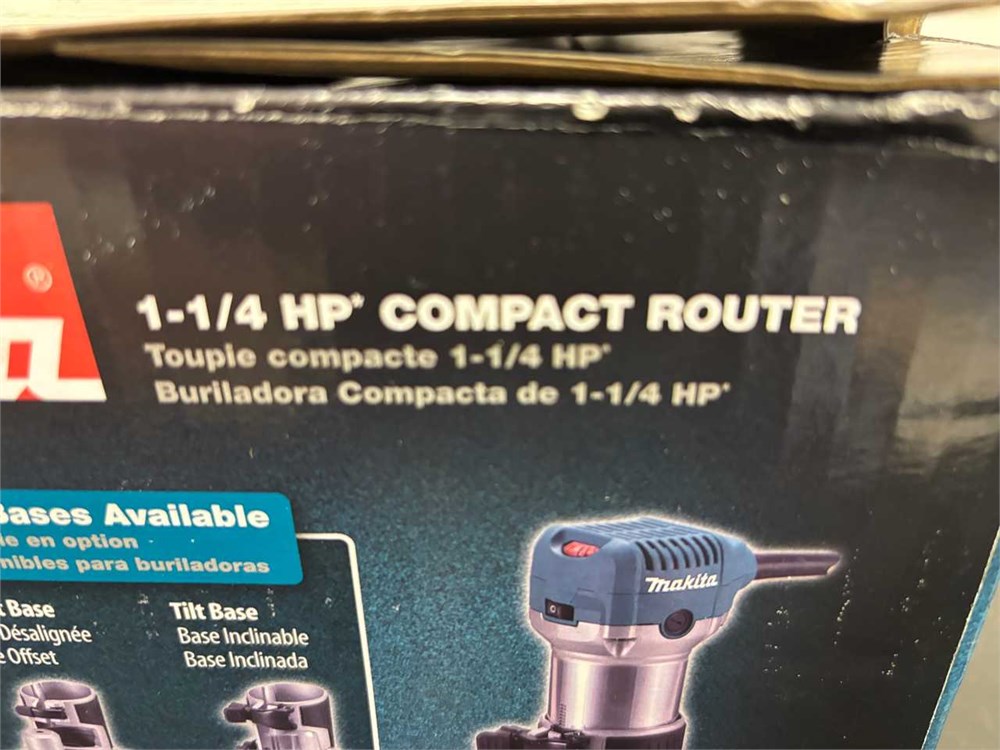 ®
1-1/4 HP* COMPACT ROUTER
Toupie compacte 1-1/4 HP*
Buriladora Compacta de 1-1/4 HP*
Bases Available
en option
para buriladoras
Base
Tilt Base
Désalignée
Base Inclinable
Offset
Base Inclinada
makita